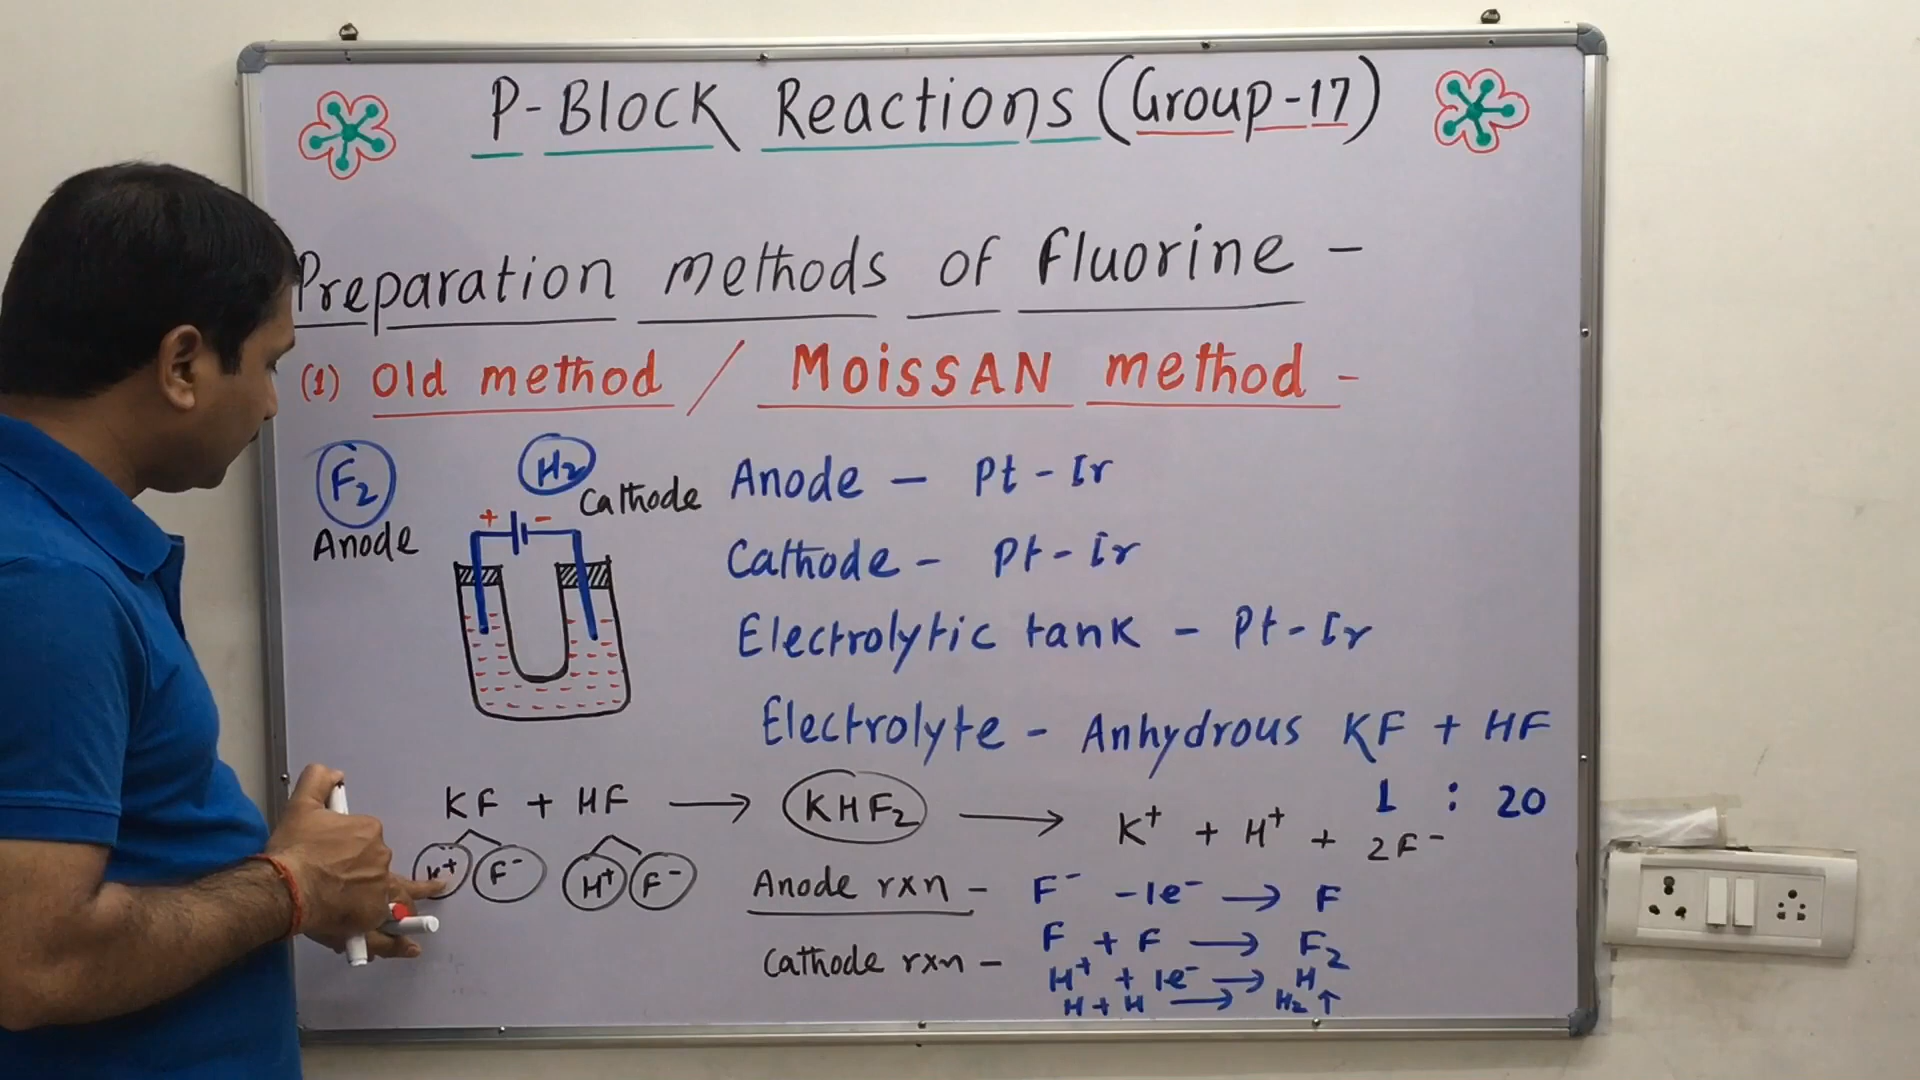 P-Block Reactions (Group-17)
Preparation methods of Fluorine -
(1) Old method / MoisSAN method -
F₂
Anode
H₂
Cathode
+ -
Anode - Pt - Ir
Cathode - Pt - Ir
Electrolytic tank - Pt - Ir
Electrolyte - Anhydrous KF + HF
1 : 20
KF + HF → KHF₂ → K⁺ + H⁺ + 2F⁻
K⁺ F⁻ H⁺ F⁻
Anode rxn - F⁻ -1e⁻ → F
F + F → F₂
Cathode rxn - H⁺ + 1e⁻ → H
H + H → H₂ ↑